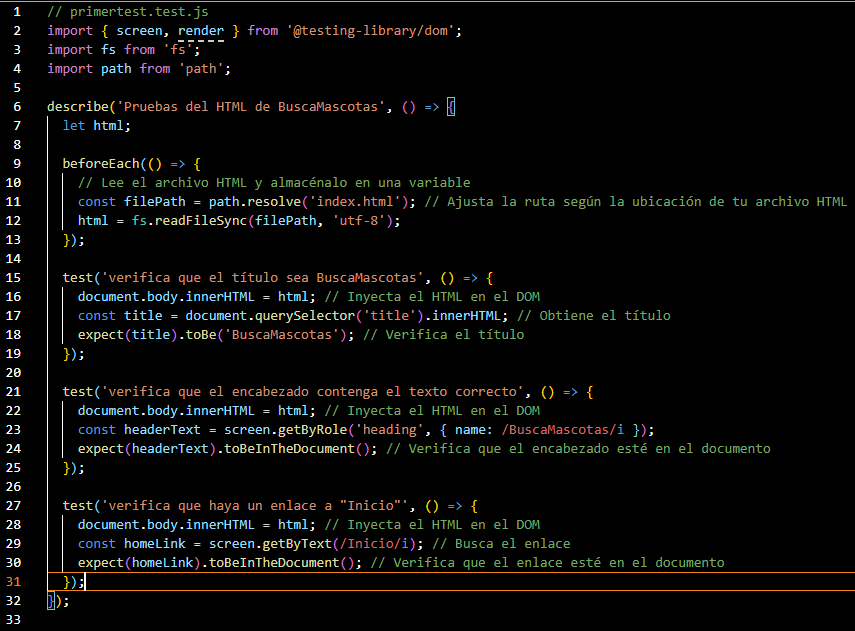 1 // primertest.test.js
2 import { screen, render } from '@testing-library/dom';
3 import fs from 'fs';
4 import path from 'path';
5
6 describe('Pruebas del HTML de BuscaMascotas', () => {
7   let html;
8
9   beforeEach(() => {
10     // Lee el archivo HTML y almacénalo en una variable
11     const filePath = path.resolve('index.html'); // Ajusta la ruta según la ubicación de tu archivo HTML
12     html = fs.readFileSync(filePath, 'utf-8');
13   });
14
15   test('verifica que el título sea BuscaMascotas', () => {
16     document.body.innerHTML = html; // Inyecta el HTML en el DOM
17     const title = document.querySelector('title').innerHTML; // Obtiene el título
18     expect(title).toBe('BuscaMascotas'); // Verifica el título
19   });
20
21   test('verifica que el encabezado contenga el texto correcto', () => {
22     document.body.innerHTML = html; // Inyecta el HTML en el DOM
23     const headerText = screen.getByRole('heading', { name: /BuscaMascotas/i });
24     expect(headerText).toBeInTheDocument(); // Verifica que el encabezado esté en el documento
25   });
26
27   test('verifica que haya un enlace a "Inicio"', () => {
28     document.body.innerHTML = html; // Inyecta el HTML en el DOM
29     const homeLink = screen.getByText(/Inicio/i); // Busca el enlace
30     expect(homeLink).toBeInTheDocument(); // Verifica que el enlace esté en el documento
31   });
32 });
33